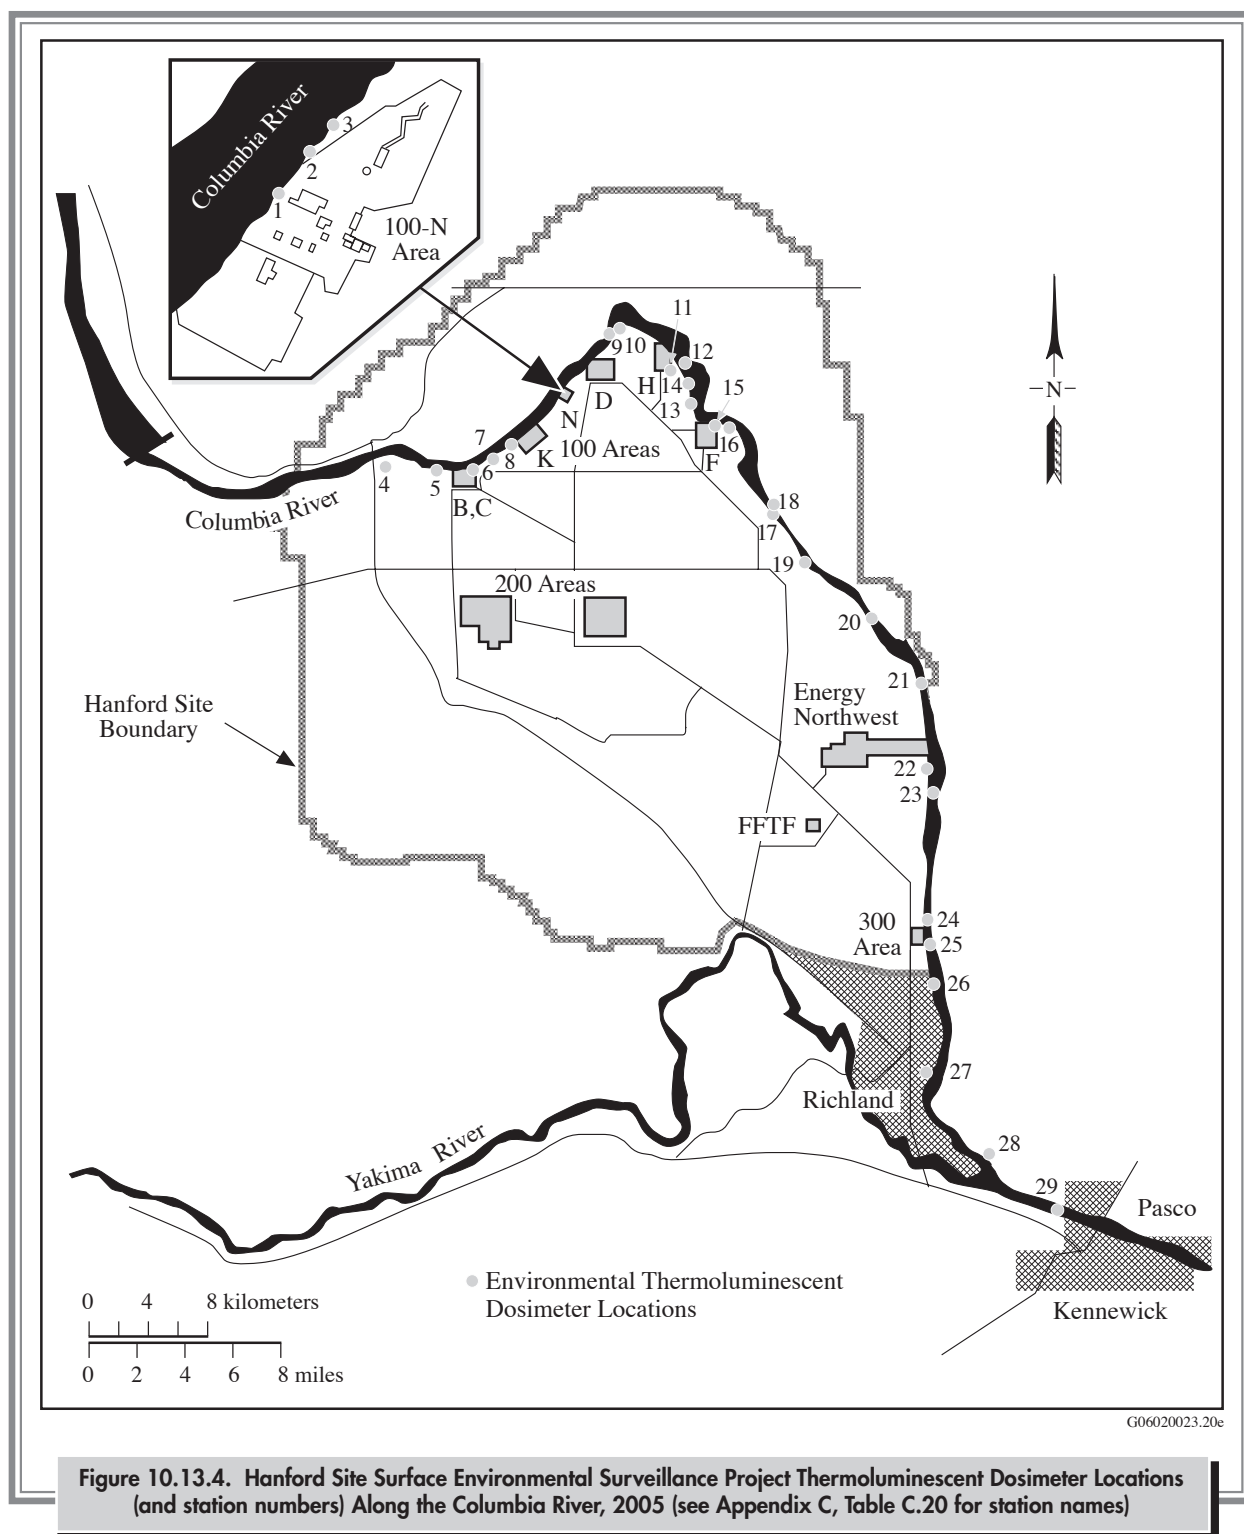 Columbia River
3
2
1
100-N
Area
11
9
10
12
H
14
D
15
13
N
7
16
8
K
100 Areas
F
4
5
6
B,C
Columbia River
18
17
19
200 Areas
20
21
Hanford Site
Boundary
Energy
Northwest
22
23
FFTF
24
300
Area
25
26
27
Richland
28
Yakima River
29
Pasco
Kennewick
-N-
Environmental Thermoluminescent
Dosimeter Locations
0 4 8 kilometers
0 2 4 6 8 miles
G06020023.20e
Figure 10.13.4. Hanford Site Surface Environmental Surveillance Project Thermoluminescent Dosimeter Locations
(and station numbers) Along the Columbia River, 2005 (see Appendix C, Table C.20 for station names)